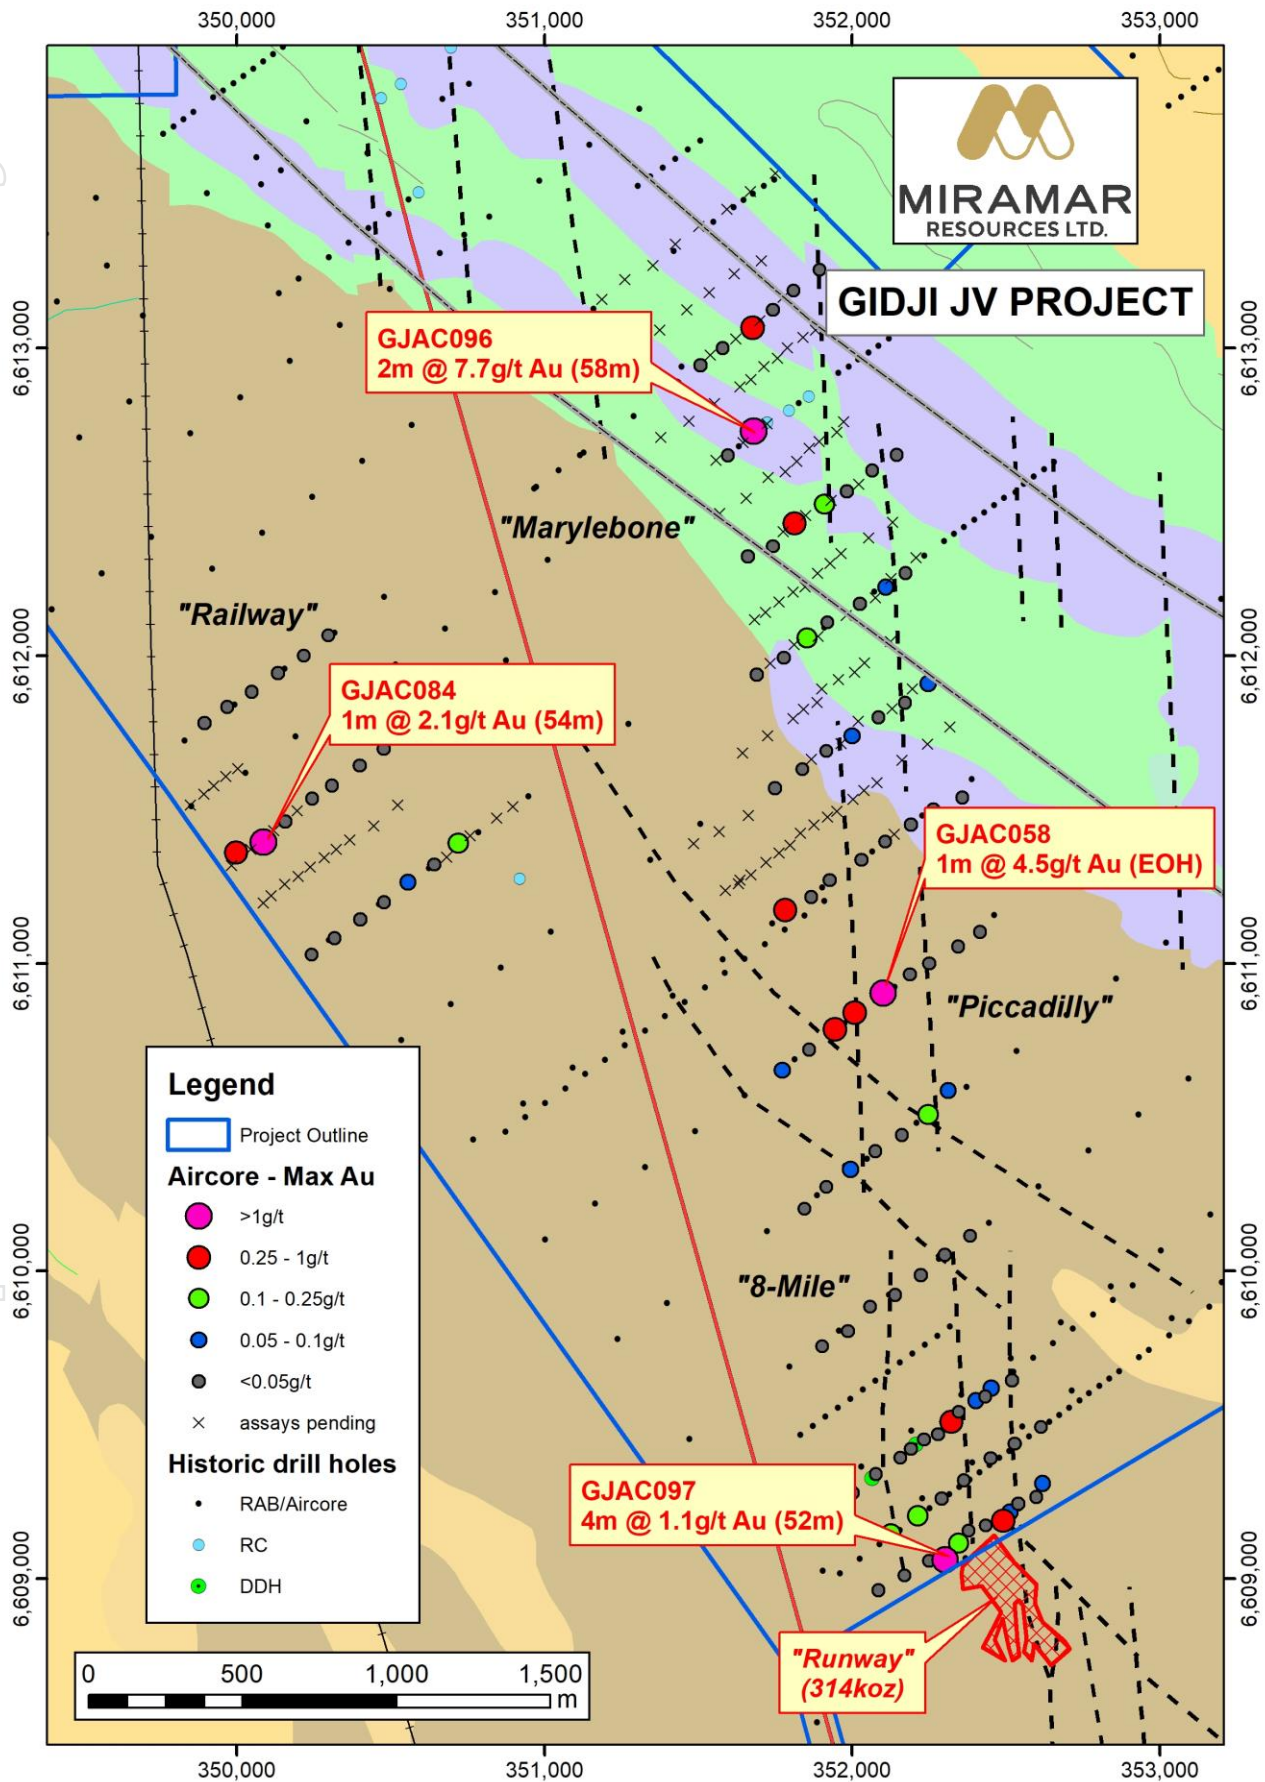 350,000
351,000
352,000
353,000
MIRAMAR
RESOURCES LTD.
GIDJI JV PROJECT
6,613,000
6,613,000
GJAC096
2m @ 7.7g/t Au (58m)
"Marylebone"
"Railway"
6,612,000
6,612,000
GJAC084
1m @ 2.1g/t Au (54m)
GJAC058
1m @ 4.5g/t Au (EOH)
6,611,000
6,611,000
"Piccadilly"
Legend
Project Outline
Aircore - Max Au
>1g/t
0.25 - 1g/t
0.1 - 0.25g/t
0.05 - 0.1g/t
<0.05g/t
assays pending
Historic drill holes
RAB/Aircore
RC
DDH
6,610,000
6,610,000
"8-Mile"
GJAC097
4m @ 1.1g/t Au (52m)
6,609,000
6,609,000
"Runway"
(314koz)
0 500 1,000 1,500
m
350,000
351,000
352,000
353,000